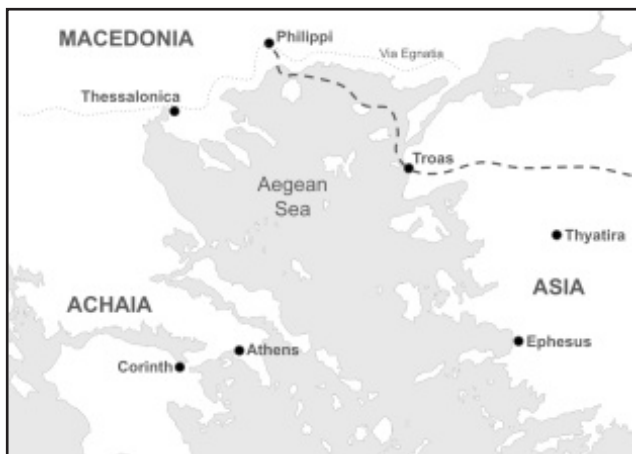 MACEDONIA
Philippi
Via Egnatia
Thessalonica
Troas
Aegean
Sea
Thyatira
ASIA
ACHAIA
Ephesus
Athens
Corinth